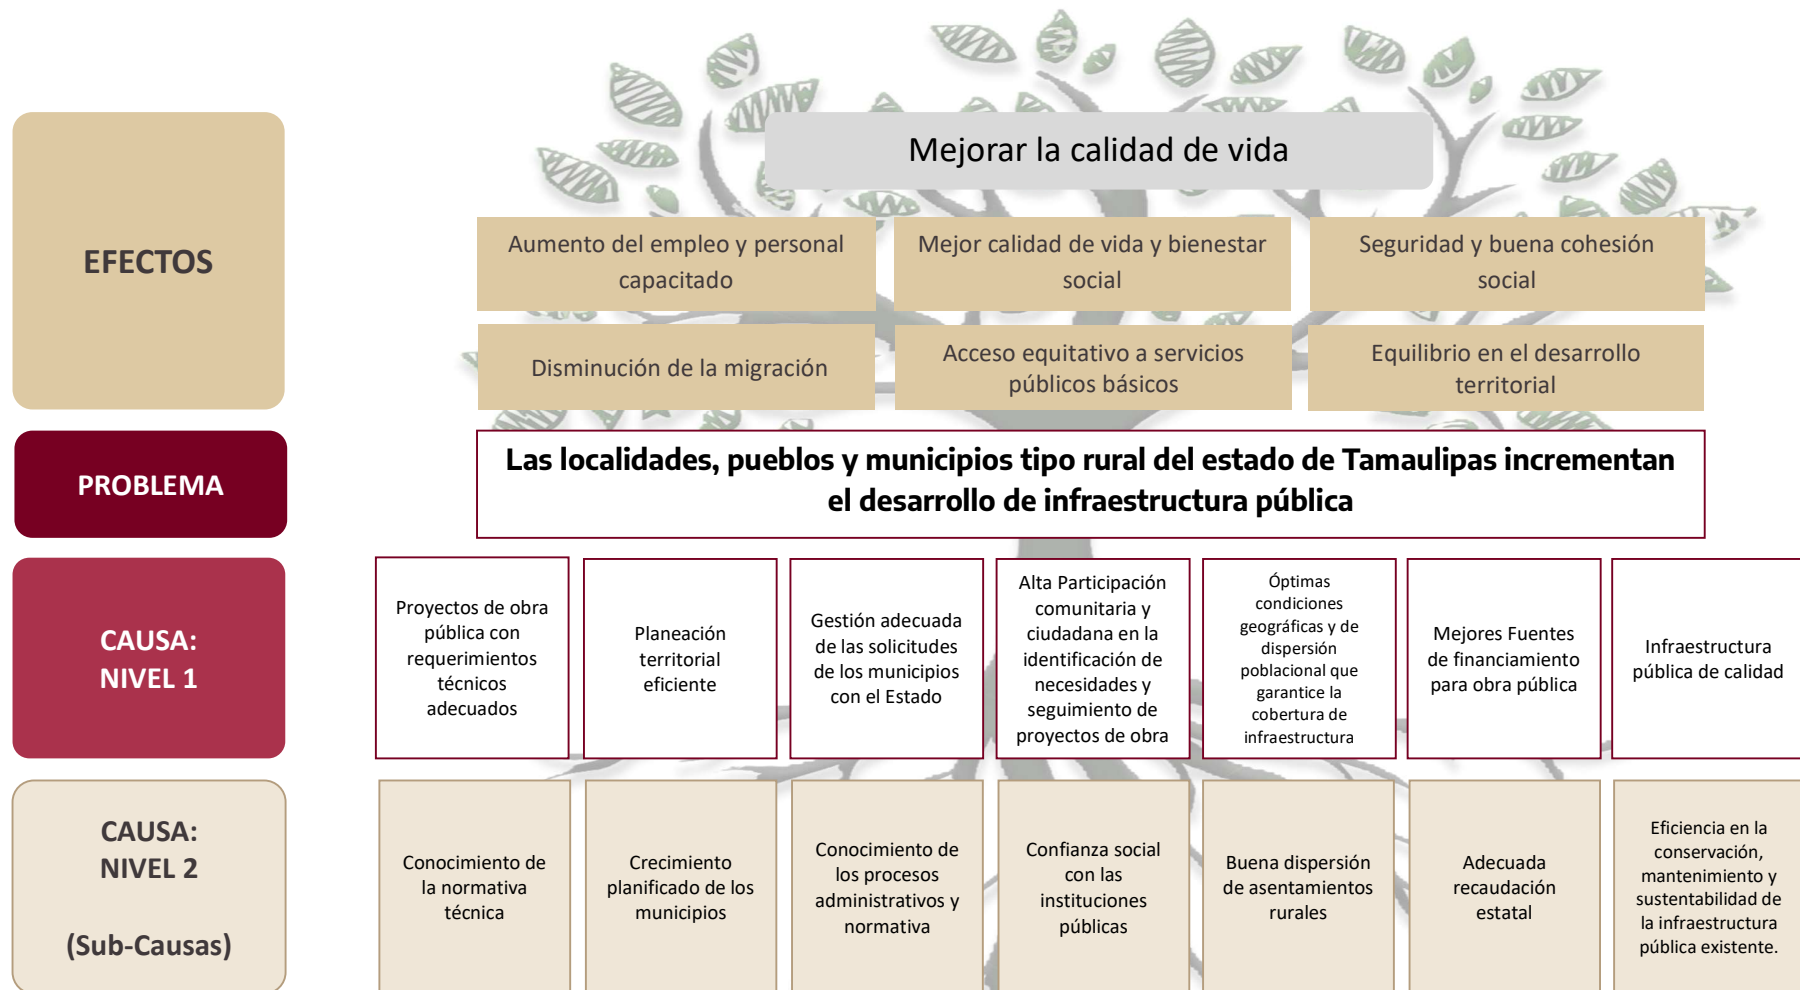 EFECTOS
Mejorar la calidad de vida
Aumento del empleo y personal
capacitado
Mejor calidad de vida y bienestar
social
Seguridad y buena cohesión
social
Disminución de la migración
Acceso equitativo a servicios
públicos básicos
Equilibrio en el desarrollo
territorial
PROBLEMA
Las localidades, pueblos y municipios tipo rural del estado de Tamaulipas incrementan
el desarrollo de infraestructura pública
CAUSA:
NIVEL 1
Proyectos de obra
pública con
requerimientos
técnicos
adecuados
Planeación
territorial
eficiente
Gestión adecuada
de las solicitudes
de los municipios
con el Estado
Alta Participación
comunitaria y
ciudadana en la
identificación de
necesidades y
seguimiento de
proyectos de obra
Óptimas
condiciones
geográficas y de
dispersión
poblacional que
garantice la
cobertura de
infraestructura
Mejores Fuentes
de financiamiento
para obra pública
Infraestructura
pública de calidad
CAUSA:
NIVEL 2
(Sub-Causas)
Conocimiento de
la normativa
técnica
Crecimiento
planificado de los
municipios
Conocimiento de
los procesos
administrativos y
normativa
Confianza social
con las
instituciones
públicas
Buena dispersión
de asentamientos
rurales
Adecuada
recaudación
estatal
Eficiencia en la
conservación,
mantenimiento y
sustentabilidad de
la infraestructura
pública existente.